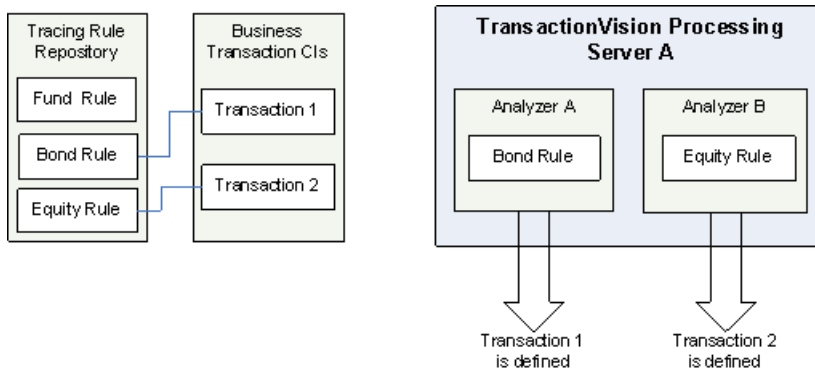 Tracing Rule
Repository
Fund Rule
Bond Rule
Equity Rule
Business
Transaction CIs
Transaction 1
Transaction 2
TransactionVision Processing
Server A
Analyzer A
Bond Rule
Analyzer B
Equity Rule
Transaction 1
is defined
Transaction 2
is defined